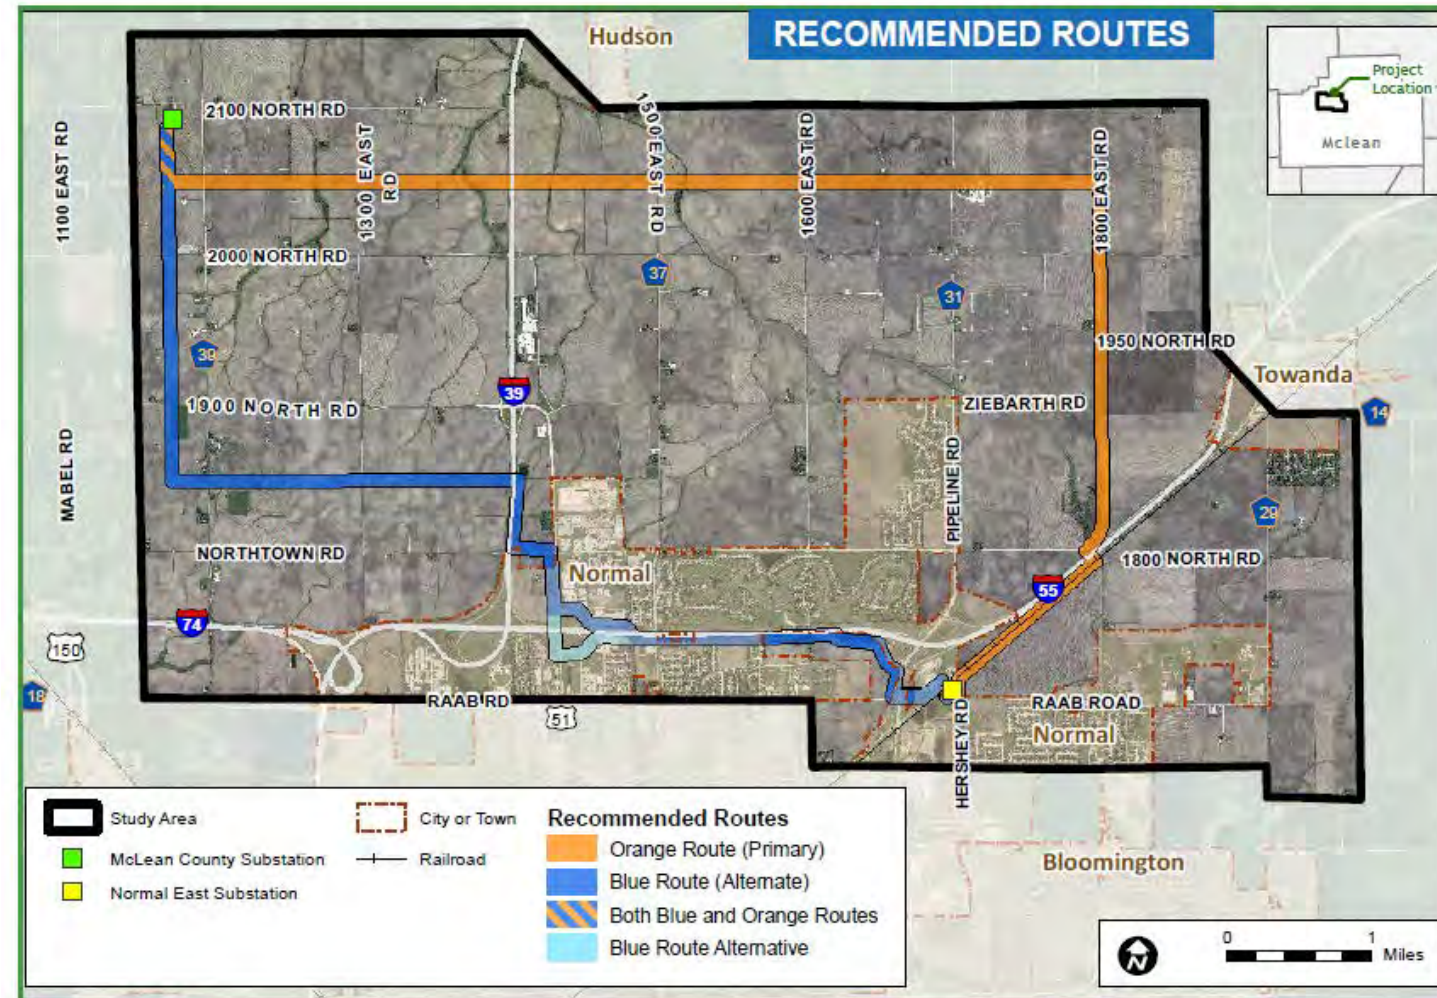 RECOMMENDED ROUTES
Hudson
Project
Location
Mclean
2100 NORTH RD
1100 EAST RD
1300 EAST
RD
1500 EAST RD
1600 EAST RD
1800 EAST RD
2000 NORTH RD
37
31
39
39
1900 NORTH RD
1950 NORTH RD
Towanda
14
ZIEBARTH RD
MABEL RD
PIPELINE RD
29
NORTHTOWN RD
Normal
1800 NORTH RD
55
74
150
18
RAAB RD
51
RAAB ROAD
Normal
HERSHEY RD
Bloomington
Study Area
McLean County Substation
Normal East Substation
City or Town
Railroad
Recommended Routes
Orange Route (Primary)
Blue Route (Alternate)
Both Blue and Orange Routes
Blue Route Alternative
N
0 1
Miles